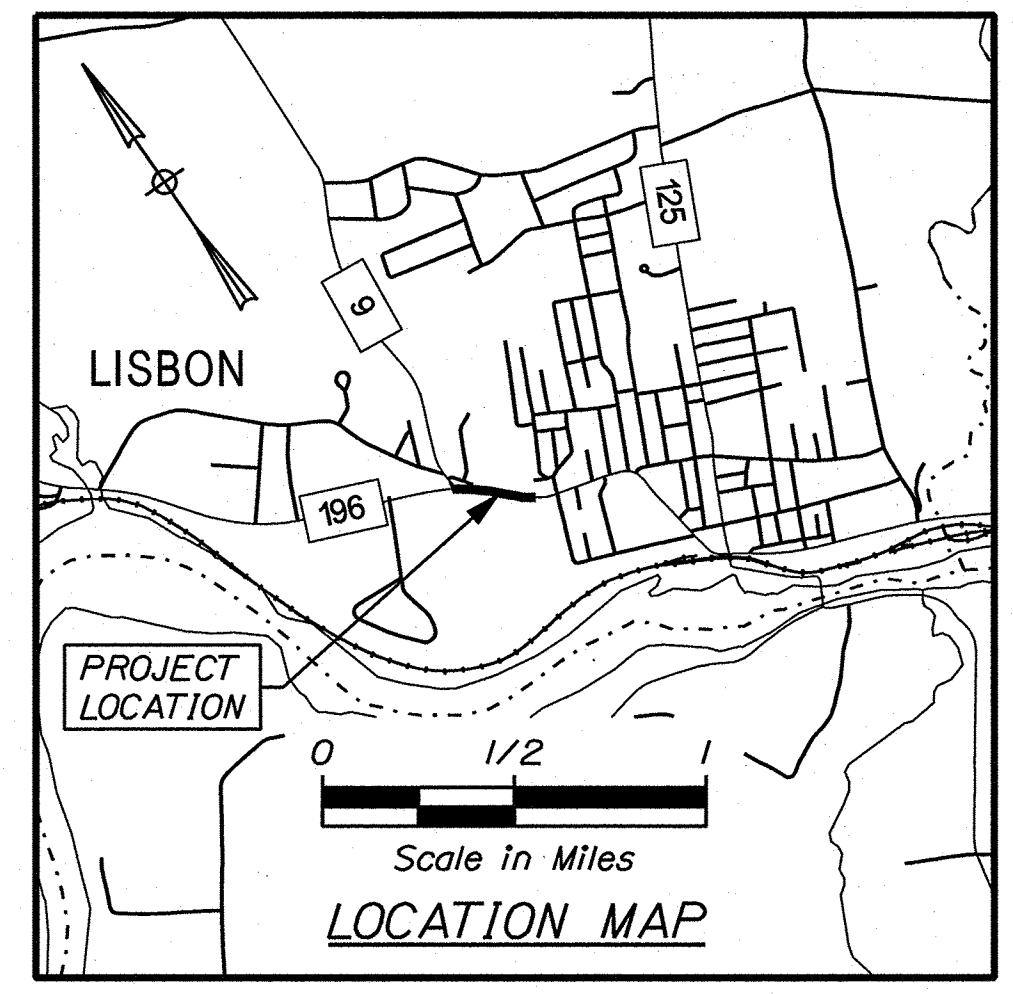 125
9
LISBON
196
PROJECT
LOCATION
0 1/2 1
Scale in Miles
LOCATION MAP